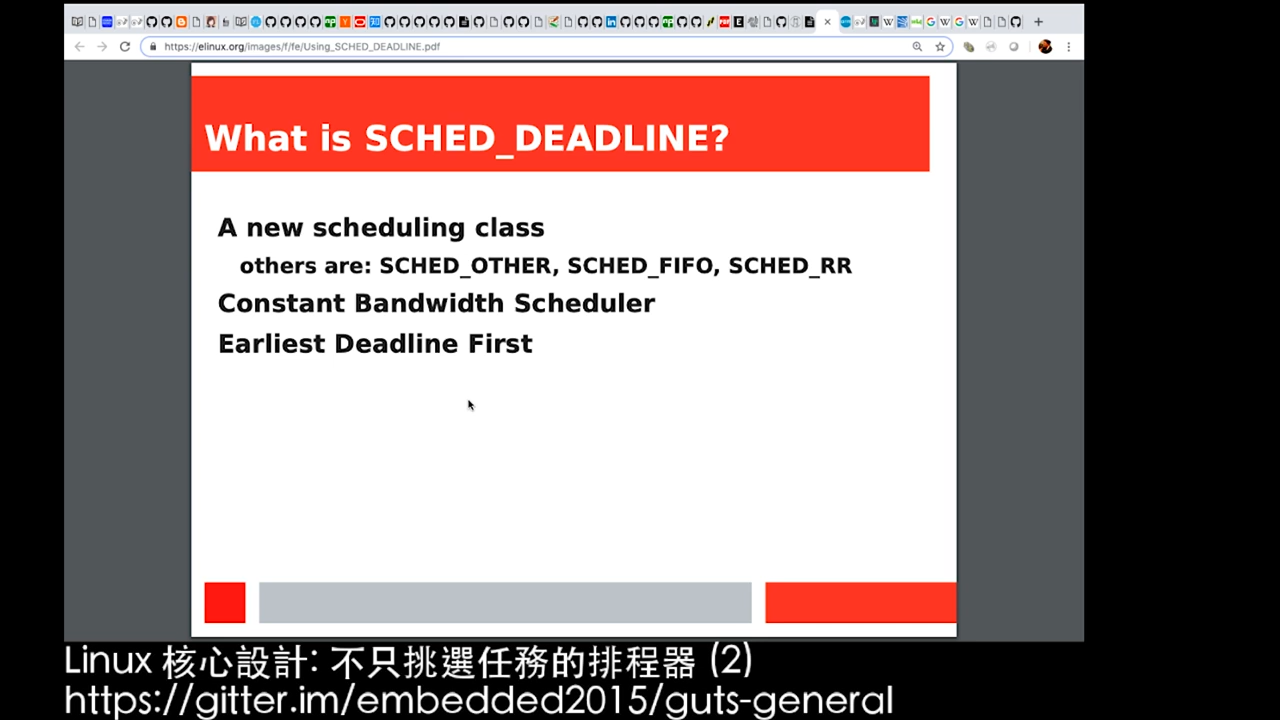 https://elinux.org/images/f/fe/Using_SCHED_DEADLINE.pdf
What is SCHED_DEADLINE?
A new scheduling class
others are: SCHED_OTHER, SCHED_FIFO, SCHED_RR
Constant Bandwidth Scheduler
Earliest Deadline First
Linux 核心設計: 不只挑選任務的排程器 (2)
https://gitter.im/embedded2015/guts-general